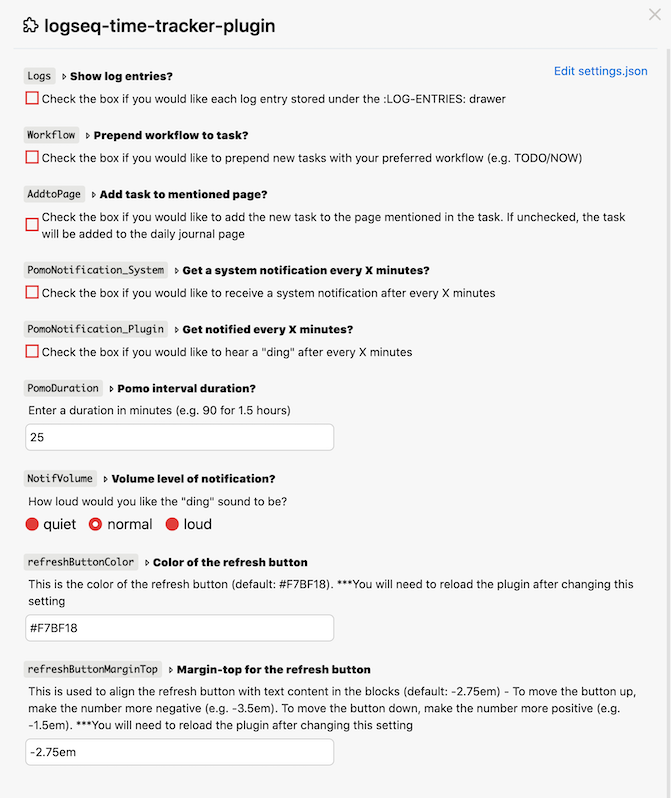 logseq-time-tracker-plugin
Edit settings.json
Logs Show log entries?
Check the box if you would like each log entry stored under the :LOG-ENTRIES: drawer
Workflow Prepend workflow to task?
Check the box if you would like to prepend new tasks with your preferred workflow (e.g. TODO/NOW)
AddtoPage Add task to mentioned page?
Check the box if you would like to add the new task to the page mentioned in the task. If unchecked, the task
will be added to the daily journal page
PomoNotification_System Get a system notification every X minutes?
Check the box if you would like to receive a system notification after every X minutes
PomoNotification_Plugin Get notified every X minutes?
Check the box if you would like to hear a "ding" after every X minutes
PomoDuration Pomo interval duration?
Enter a duration in minutes (e.g. 90 for 1.5 hours)
25
NotifVolume Volume level of notification?
How loud would you like the "ding" sound to be?
quiet normal loud
refreshButtonColor Color of the refresh button
This is the color of the refresh button (default: #F7BF18). ***You will need to reload the plugin after changing this
setting
#F7BF18
refreshButtonMarginTop Margin-top for the refresh button
This is used to align the refresh button with text content in the blocks (default: -2.75em) - To move the button up,
make the number more negative (e.g. -3.5em). To move the button down, make the number more positive (e.g.
-1.5em). ***You will need to reload the plugin after changing this setting
-2.75em